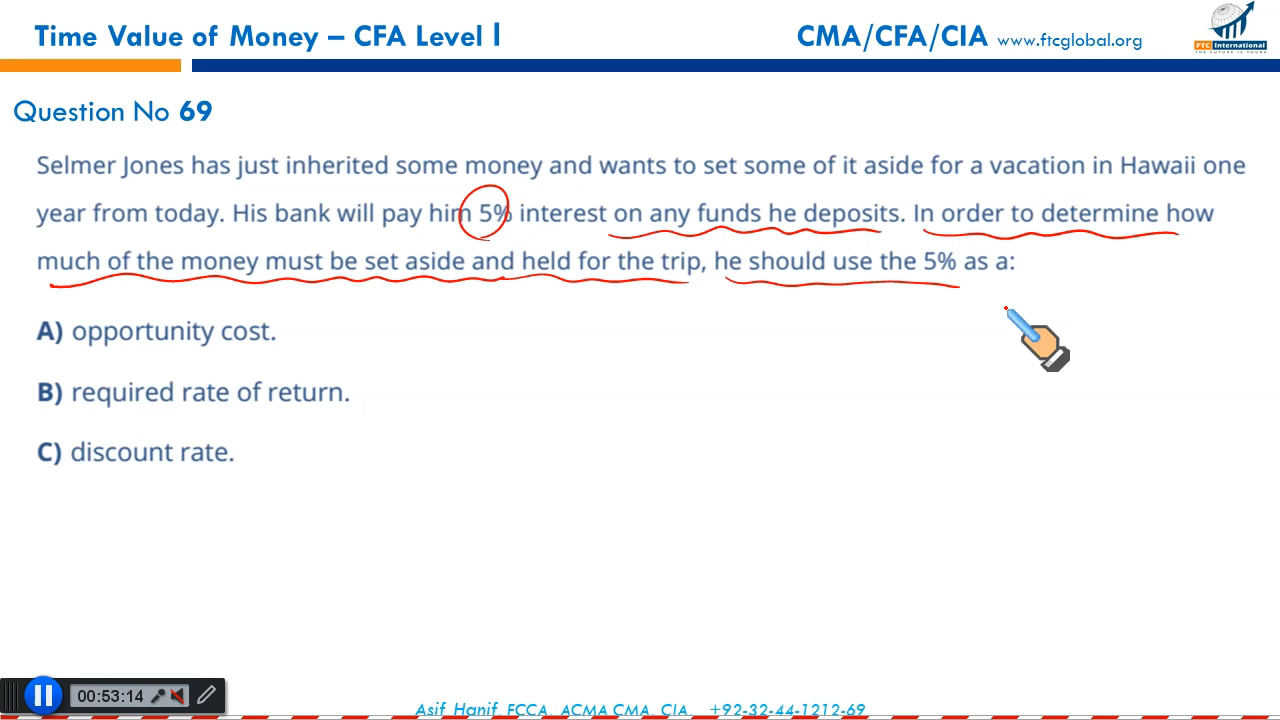 Time Value of Money – CFA Level I
CMA/CFA/CIA www.ftcglobal.org
FTC International
THE FUTURE IS YOURS
Question No 69
Selmer Jones has just inherited some money and wants to set some of it aside for a vacation in Hawaii one
year from today. His bank will pay him 5% interest on any funds he deposits. In order to determine how
much of the money must be set aside and held for the trip, he should use the 5% as a:
A) opportunity cost.
B) required rate of return.
C) discount rate.
00:53:14
Asif Hanif, FCCA, ACMA CMA, CIA, +92-32-44-1212-69